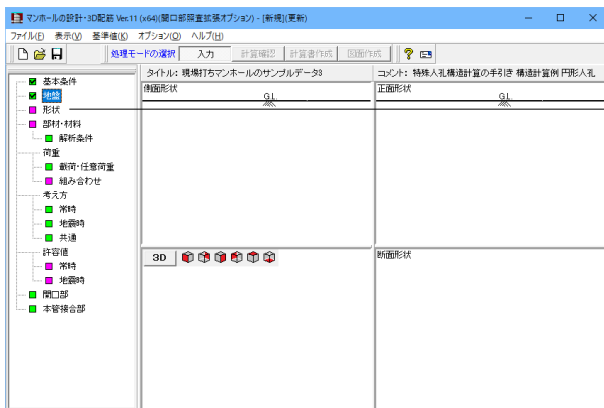 マンホールの設計・3D配筋 Ver.11 (x64)(開口部照査拡張オプション) - [新規](更新)
ファイル(F) 表示(V) 基準値(K) オプション(O) ヘルプ(H)
処理モードの選択 入力 計算確認 計算書作成 図面作成
タイトル: 現場打ちマンホールのサンプルデータ3 コメント: 特殊人孔構造計算の手引き 構造計算例 円形人孔
基本条件
地盤
形状
部材・材料
解析条件
荷重
載荷・任意荷重
組み合わせ
考え方
常時
地震時
共通
許容値
常時
地震時
開口部
本管接合部
側面形状
G.L.
正面形状
G.L.
3D
断面形状